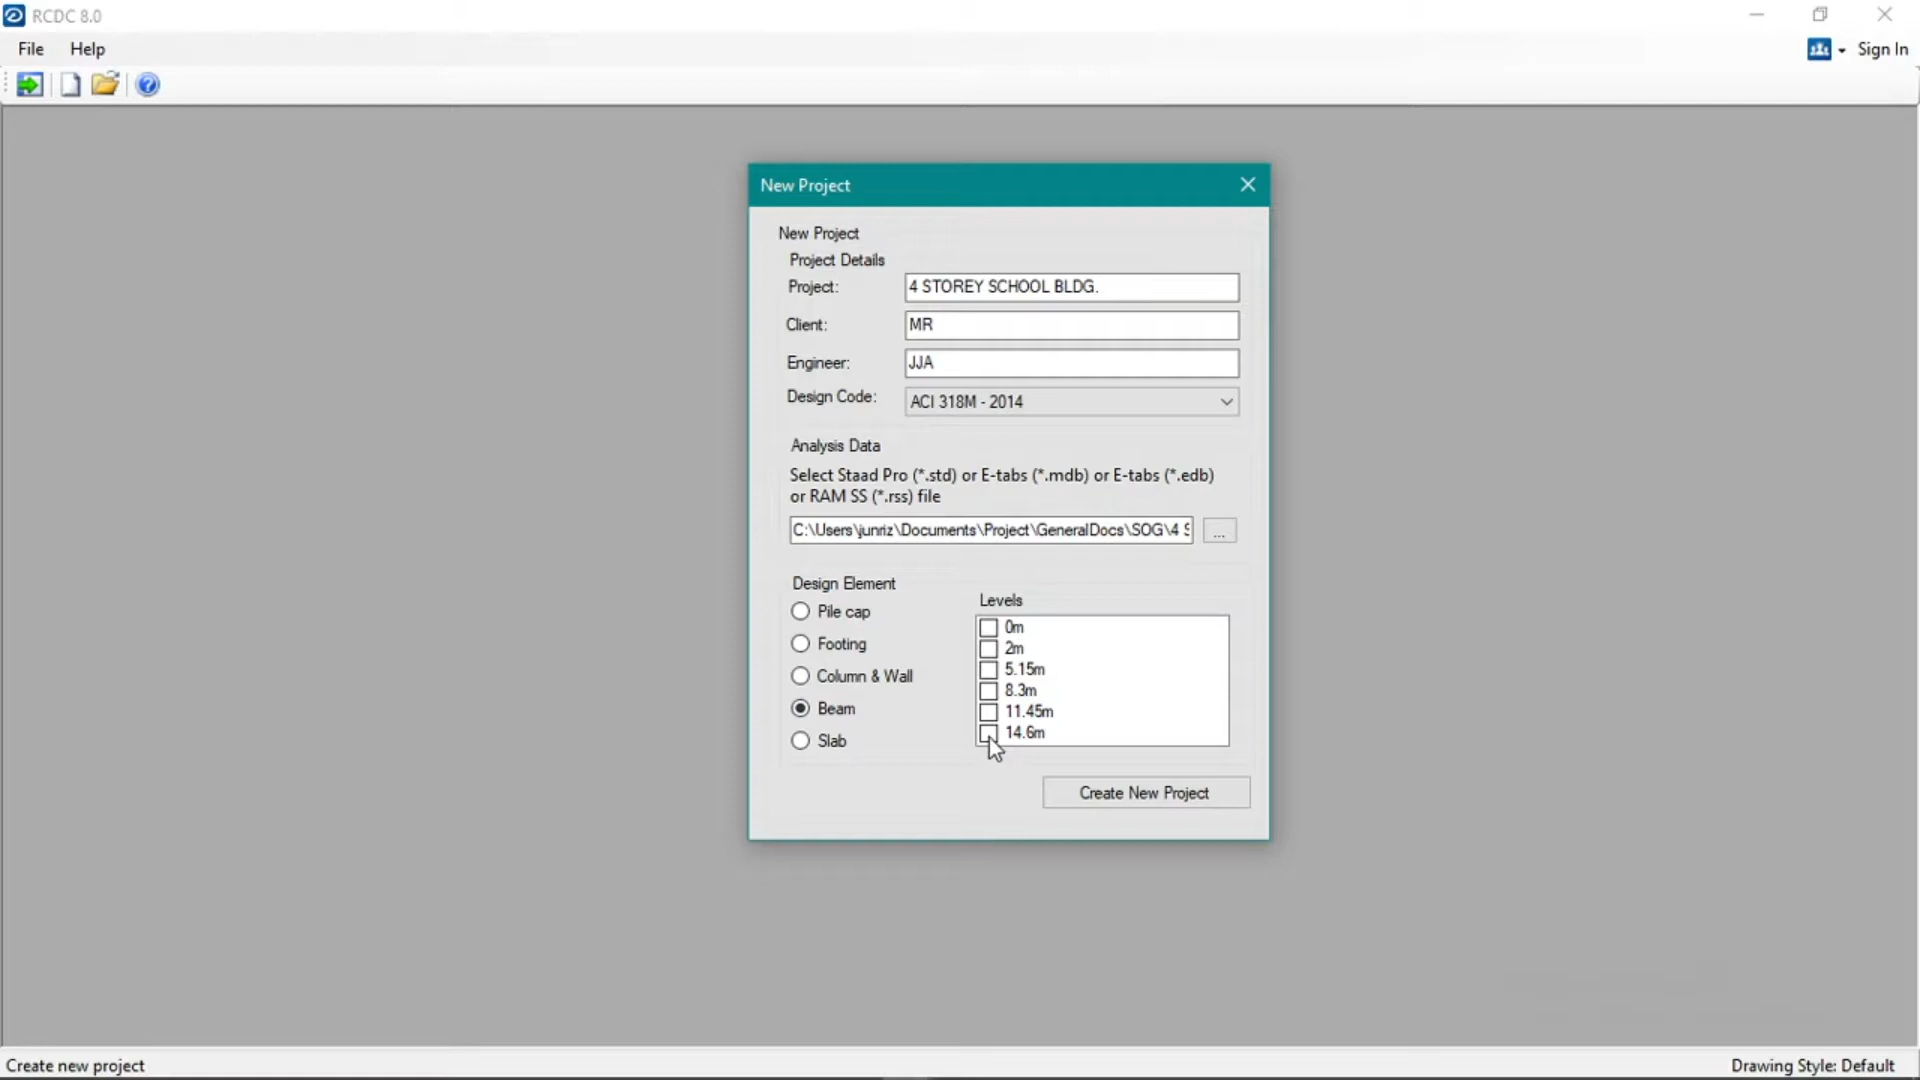 RCDC 8.0
File Help
Sign In
New Project
New Project
Project Details
Project: 4 STOREY SCHOOL BLDG.
Client: MR
Engineer: JJA
Design Code: ACI 318M - 2014
Analysis Data
Select Staad Pro (*.std) or E-tabs (*.mdb) or E-tabs (*.edb)
or RAM SS (*.rss) file
C:\Users\junriz\Documents\Project\GeneralDocs\SOG\4 S
...
Design Element
Levels
Pile cap
Footing
Column & Wall
Beam
Slab
0m
2m
5.15m
8.3m
11.45m
14.6m
Create New Project
Create new project
Drawing Style: Default